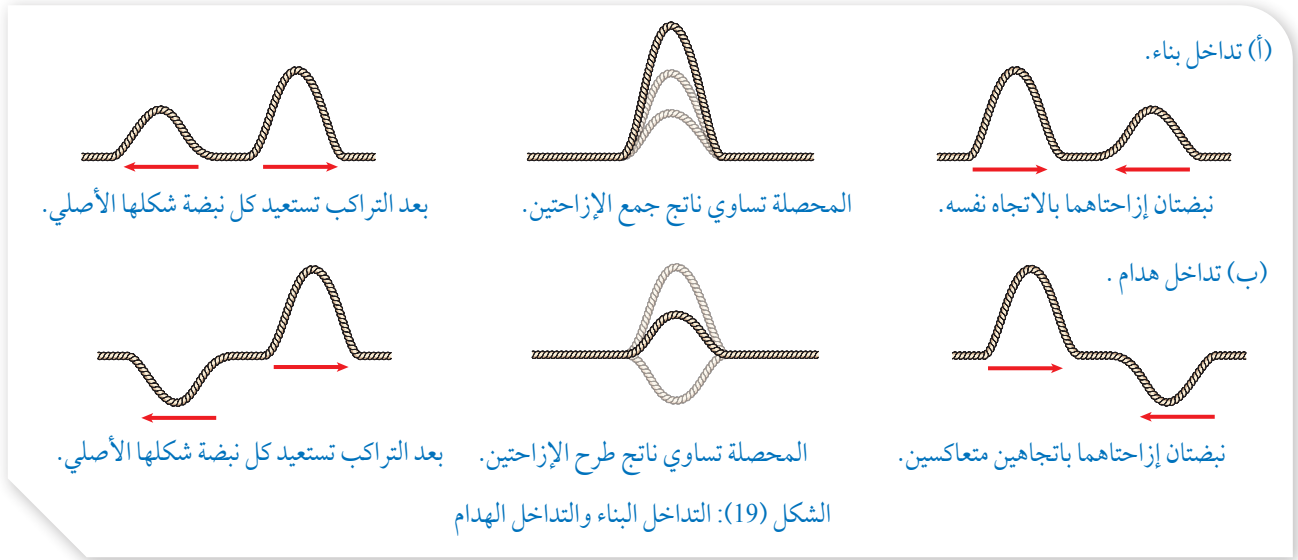 (أ) تداخل بناء.
نبضتان إزاحتاهما بالاتجاه نفسه.
المحصلة تساوي ناتج جمع الإزاحتين.
بعد التراكب تستعيد كل نبضة شكلها الأصلي.
(ب) تداخل هدام .
نبضتان إزاحتاهما باتجاهين متعاكسين.
المحصلة تساوي ناتج طرح الإزاحتين.
بعد التراكب تستعيد كل نبضة شكلها الأصلي.
الشكل (19): التداخل البناء والتداخل الهدام